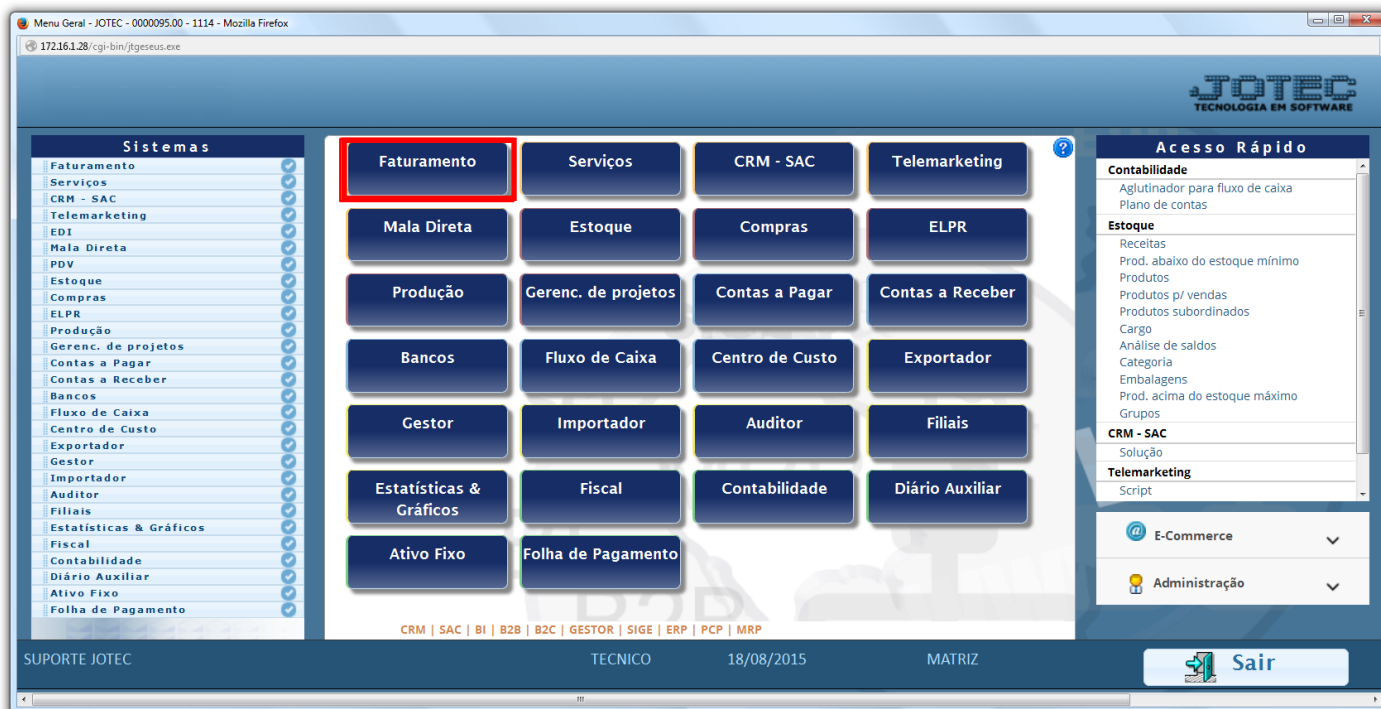 Menu Geral - JOTEC - 0000095.00 - 1114 - Mozilla Firefox
172.16.1.28/cgi-bin/jtgeseus.exe
JOTEC
TECNOLOGIA EM SOFTWARE
Sistemas
Faturamento
Serviços
CRM - SAC
Telemarketing
EDI
Mala Direta
PDV
Estoque
Compras
ELPR
Produção
Gerenc. de projetos
Contas a Pagar
Contas a Receber
Bancos
Fluxo de Caixa
Centro de Custo
Exportador
Gestor
Importador
Auditor
Filiais
Estatísticas & Gráficos
Fiscal
Contabilidade
Diário Auxiliar
Ativo Fixo
Folha de Pagamento
Faturamento
Serviços
CRM - SAC
Telemarketing
Mala Direta
Estoque
Compras
ELPR
Produção
Gerenc. de projetos
Contas a Pagar
Contas a Receber
Bancos
Fluxo de Caixa
Centro de Custo
Exportador
Gestor
Importador
Auditor
Filiais
Estatísticas &
Gráficos
Fiscal
Contabilidade
Diário Auxiliar
Ativo Fixo
Folha de Pagamento
B2B
CRM | SAC | BI | B2B | B2C | GESTOR | SIGE | ERP | PCP | MRP
Acesso Rápido
Contabilidade
Aglutinador para fluxo de caixa
Plano de contas
Estoque
Receitas
Prod. abaixo do estoque mínimo
Produtos
Produtos p/ vendas
Produtos subordinados
Cargo
Análise de saldos
Categoria
Embalagens
Prod. acima do estoque máximo
Grupos
CRM - SAC
Solução
Telemarketing
Script
E-Commerce
Administração
SUPORTE JOTEC
TECNICO
18/08/2015
MATRIZ
Sair